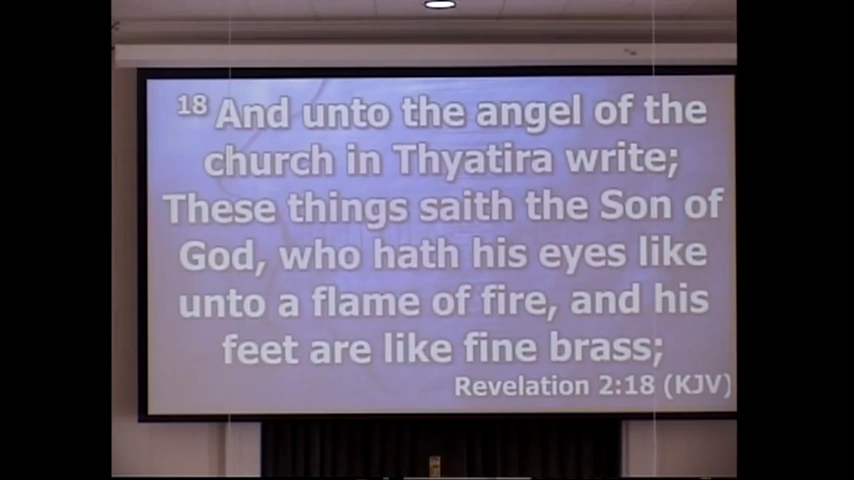 18 And unto the angel of the
church in Thyatira write;
These things saith the Son of
God, who hath his eyes like
unto a flame of fire, and his
feet are like fine brass;
Revelation 2:18 (KJV)